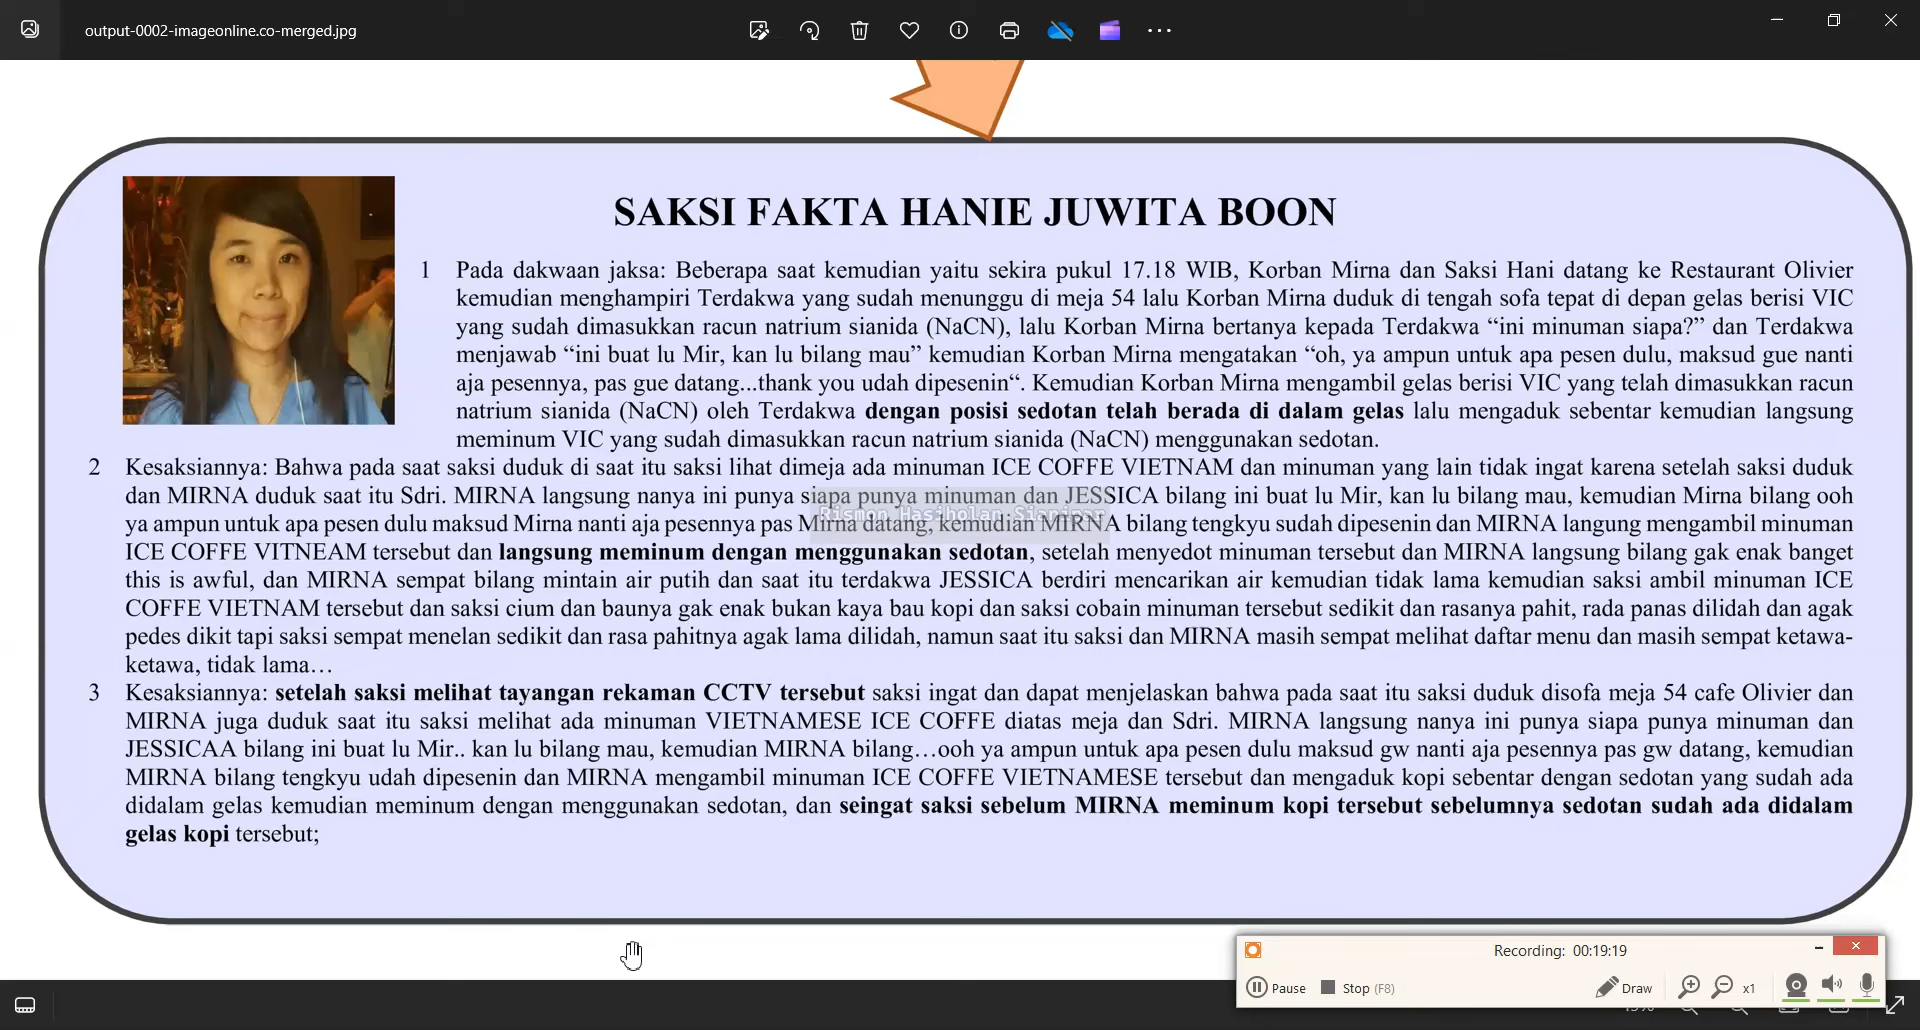 output-0002-imageonline.co-merged.jpg
SAKSI FAKTA HANIE JUWITA BOON
1 Pada dakwaan jaksa: Beberapa saat kemudian yaitu sekira pukul 17.18 WIB, Korban Mirna dan Saksi Hani datang ke Restaurant Olivier
kemudian menghampiri Terdakwa yang sudah menunggu di meja 54 lalu Korban Mirna duduk di tengah sofa tepat di depan gelas berisi VIC
yang sudah dimasukkan racun natrium sianida (NaCN), lalu Korban Mirna bertanya kepada Terdakwa “ini minuman siapa?” dan Terdakwa
menjawab “ini buat lu Mir, kan lu bilang mau” kemudian Korban Mirna mengatakan “oh, ya ampun untuk apa pesen dulu, maksud gue nanti
aja pesennya, pas gue datang...thank you udah dipesenin“. Kemudian Korban Mirna mengambil gelas berisi VIC yang telah dimasukkan racun
natrium sianida (NaCN) oleh Terdakwa dengan posisi sedotan telah berada di dalam gelas lalu mengaduk sebentar kemudian langsung
meminum VIC yang sudah dimasukkan racun natrium sianida (NaCN) menggunakan sedotan.
2 Kesaksiannya: Bahwa pada saat saksi duduk di saat itu saksi lihat dimeja ada minuman ICE COFFE VIETNAM dan minuman yang lain tidak ingat karena setelah saksi duduk
dan MIRNA duduk saat itu Sdri. MIRNA langsung nanya ini punya siapa punya minuman dan JESSICA bilang ini buat lu Mir, kan lu bilang mau, kemudian Mirna bilang ooh
ya ampun untuk apa pesen dulu maksud Mirna nanti aja pesennya pas Mirna datang, kemudian MIRNA bilang tengkyu sudah dipesenin dan MIRNA langung mengambil minuman
Rismon Hasiholan Sianipar
ICE COFFE VITNEAM tersebut dan langsung meminum dengan menggunakan sedotan, setelah menyedot minuman tersebut dan MIRNA langsung bilang gak enak banget
this is awful, dan MIRNA sempat bilang mintain air putih dan saat itu terdakwa JESSICA berdiri mencarikan air kemudian tidak lama kemudian saksi ambil minuman ICE
COFFE VIETNAM tersebut dan saksi cium dan baunya gak enak bukan kaya bau kopi dan saksi cobain minuman tersebut sedikit dan rasanya pahit, rada panas dilidah dan agak
pedes dikit tapi saksi sempat menelan sedikit dan rasa pahitnya agak lama dilidah, namun saat itu saksi dan MIRNA masih sempat melihat daftar menu dan masih sempat ketawa-
ketawa, tidak lama…
3 Kesaksiannya: setelah saksi melihat tayangan rekaman CCTV tersebut saksi ingat dan dapat menjelaskan bahwa pada saat itu saksi duduk disofa meja 54 cafe Olivier dan
MIRNA juga duduk saat itu saksi melihat ada minuman VIETNAMESE ICE COFFE diatas meja dan Sdri. MIRNA langsung nanya ini punya siapa punya minuman dan
JESSICAA bilang ini buat lu Mir.. kan lu bilang mau, kemudian MIRNA bilang…ooh ya ampun untuk apa pesen dulu maksud gw nanti aja pesennya pas gw datang, kemudian
MIRNA bilang tengkyu udah dipesenin dan MIRNA mengambil minuman ICE COFFE VIETNAMESE tersebut dan mengaduk kopi sebentar dengan sedotan yang sudah ada
didalam gelas kemudian meminum dengan menggunakan sedotan, dan seingat saksi sebelum MIRNA meminum kopi tersebut sebelumnya sedotan sudah ada didalam
gelas kopi tersebut;
Recording: 00:19:19
Pause Stop (F8) Draw x1